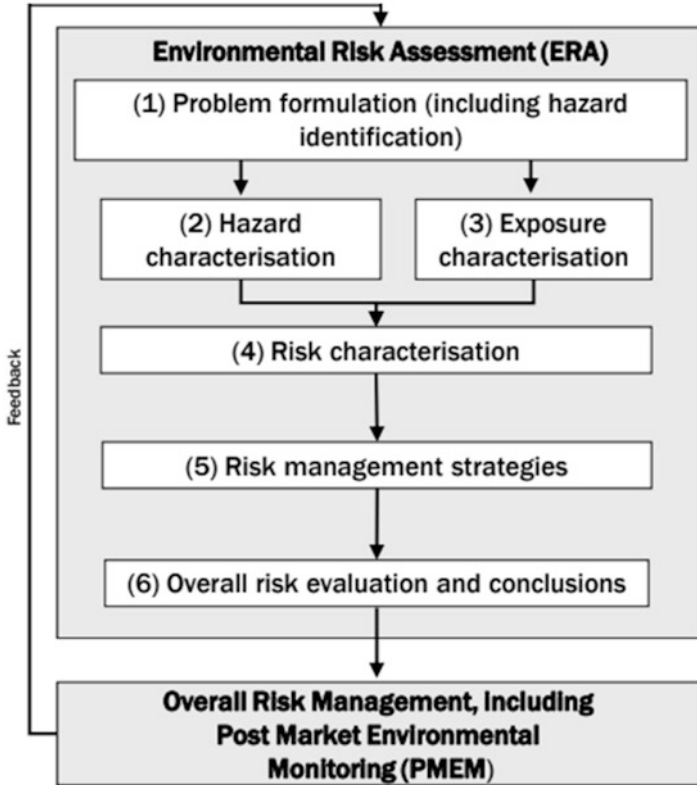 Environmental Risk Assessment (ERA)
(1) Problem formulation (including hazard
identification)
(2) Hazard
characterisation
(3) Exposure
characterisation
(4) Risk characterisation
(5) Risk management strategies
(6) Overall risk evaluation and conclusions
Overall Risk Management, including
Post Market Environmental
Monitoring (PMEM)
Feedback